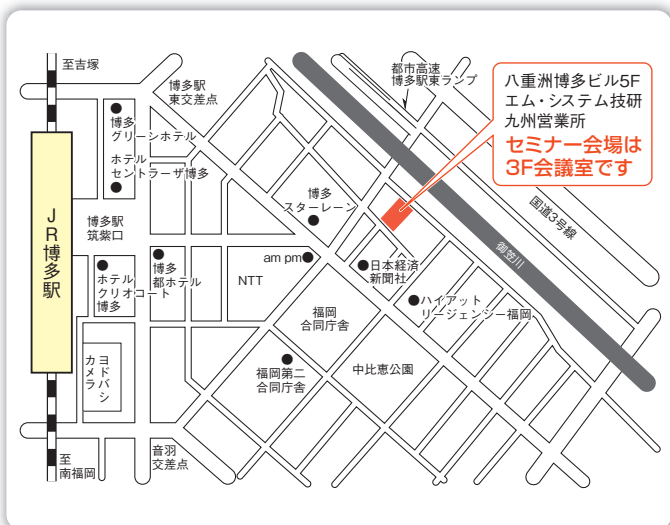 至吉塚
博多駅
東交差点
都市高速
博多駅東ランプ
八重洲博多ビル5F
エム・システム技研
九州営業所
セミナー会場は
3F会議室です
博多
グリーンホテル
ホテル
セントラーザ博多
博多
スターレーン
国道3号線
御笠川
JR博多駅
博多駅
筑紫口
ホテル
クリオコート
博多
博多
都ホテル
NTT
am pm
日本経済
新聞社
ハイアット
リージェンシー福岡
福岡
合同庁舎
福岡第二
合同庁舎
中比恵公園
ヨドバシ
カメラ
音羽
交差点
至
南福岡